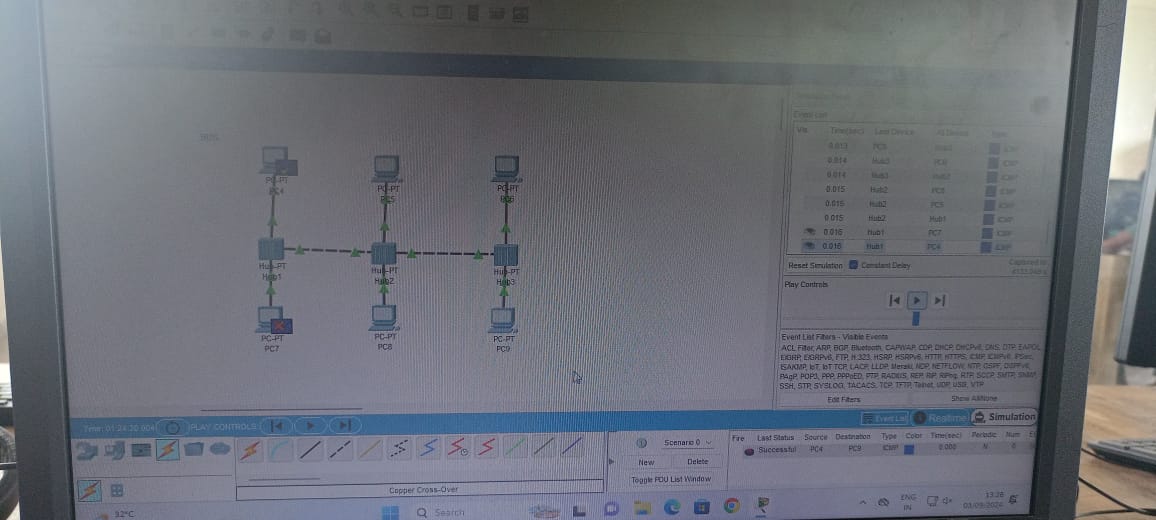 BUS
PC-PT
PC4
PC-PT
PC5
PC-PT
PC6
Hub-PT
Hub1
Hub-PT
Hub2
Hub-PT
Hub3
PC-PT
PC7
PC-PT
PC8
PC-PT
PC9
Event List
Vis. Time(sec) Last Device At Device Type
0.013
0.014 Hub3
0.014 Hub3 Hub2
0.015 Hub2 PC8 ICMP
0.015 Hub2 PC5 ICMP
0.015 Hub2 Hub1 ICMP
0.016 Hub1 PC7 ICMP
0.016 Hub1 PC4 ICMP
Reset Simulation Constant Delay Captured to:
Play Controls
Event List Filters - Visible Events
ACL Filter, ARP, BGP, Bluetooth, CAPWAP, CDP, DHCP, DHCPv6, DNS, DTP, EAPOL,
EIGRP, EIGRPv6, FTP, H.323, HSRP, HSRPv6, HTTP, HTTPS, ICMP, ICMPv6, IPSec,
ISAKMP, IoT, IoT TCP, LACP, LLDP, Meraki, NDP, NETFLOW, NTP, OSPF, OSPFv6,
PAgP, POP3, PPP, PPPoED, PTP, RADIUS, REP, RIP, RIPng, RTP, SCCP, SMTP, SNMP,
SSH, STP, SYSLOG, TACACS, TCP, TFTP, Telnet, UDP, USB, VTP
Edit Filters Show All/None
Time: 01:24:30.604 PLAY CONTROLS
Event List Realtime Simulation
Scenario 0
New Delete
Toggle PDU List Window
Fire Last Status Source Destination Type Color Time(sec) Periodic Num
Successful PC4 PC9 ICMP 0.000 N 0
Copper Cross-Over
32°C
Search
ENG
IN
13:26
03/09/2024